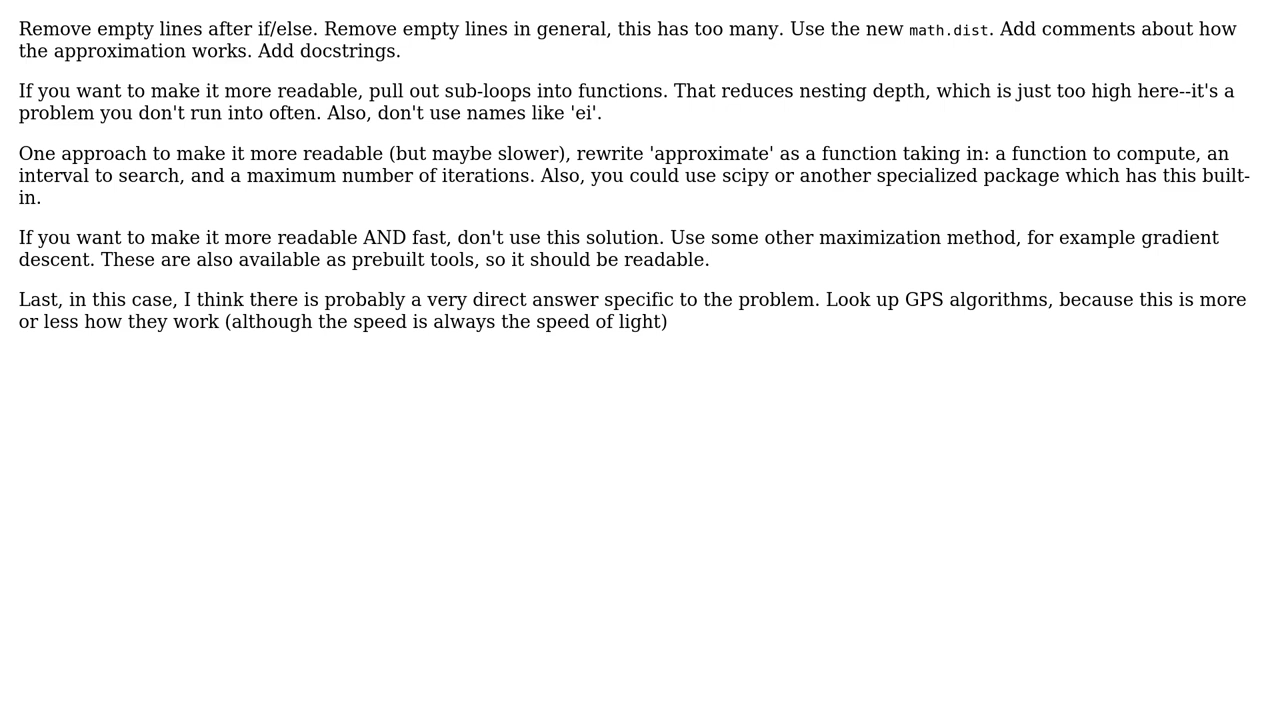 Remove empty lines after if/else. Remove empty lines in general, this has too many. Use the new math.dist. Add comments about how
the approximation works. Add docstrings.
If you want to make it more readable, pull out sub-loops into functions. That reduces nesting depth, which is just too high here--it's a
problem you don't run into often. Also, don't use names like 'ei'.
One approach to make it more readable (but maybe slower), rewrite 'approximate' as a function taking in: a function to compute, an
interval to search, and a maximum number of iterations. Also, you could use scipy or another specialized package which has this built-
in.
If you want to make it more readable AND fast, don't use this solution. Use some other maximization method, for example gradient
descent. These are also available as prebuilt tools, so it should be readable.
Last, in this case, I think there is probably a very direct answer specific to the problem. Look up GPS algorithms, because this is more
or less how they work (although the speed is always the speed of light)